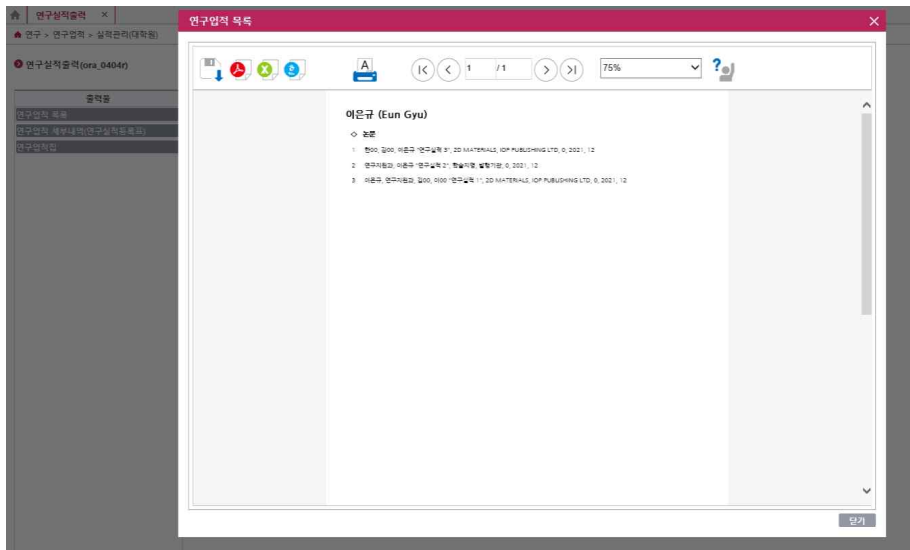 연구실적출력 ×
연구 > 연구업적 > 실적관리(대학원)
연구실적출력(ora_0404r)
출력물
연구업적 목록
연구업적 세부내역(연구실적등록표)
연구업적집
연구업적 목록
A
1 / 1
75%
?
이은규 (Eun Gyu)
◇ 논문
1 한00, 김00, 이은규 "연구실적 3", 2D MATERIALS, IOP PUBLISHING LTD, 0, 2021, 12
2 연구지원과, 이은규 "연구실적 2", 학술지명, 발행기관, 0, 2021, 12
3 이은규, 연구지원과, 김00, 이00 "연구실적 1", 2D MATERIALS, IOP PUBLISHING LTD, 0, 2021, 12
닫기